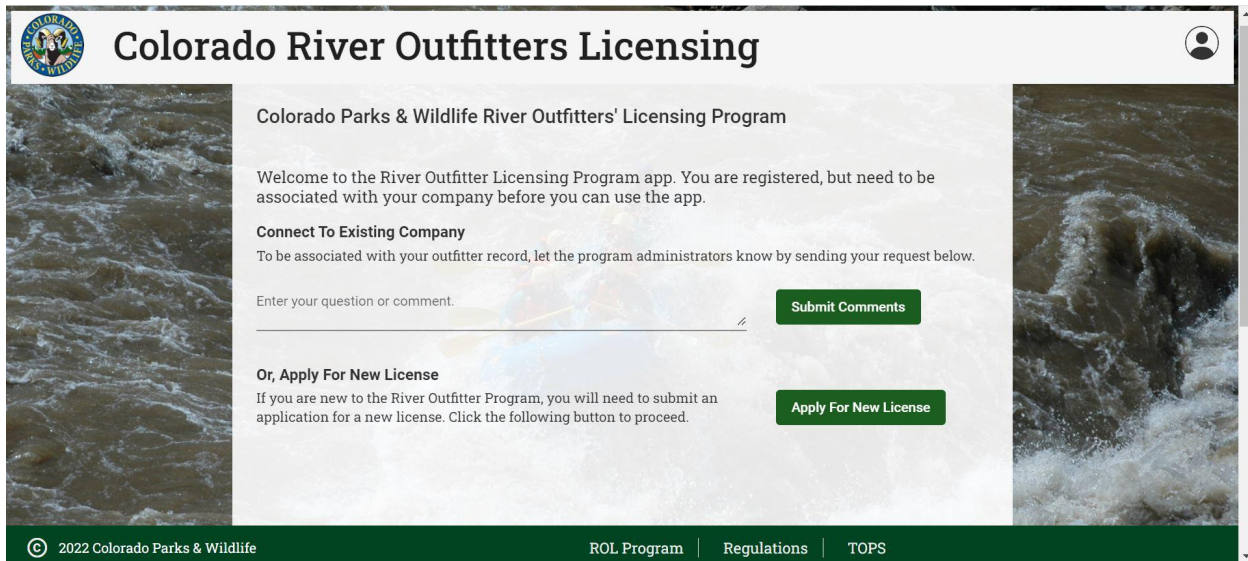 COLORADO
PARKS • WILDLIFE
Colorado River Outfitters Licensing
Colorado Parks & Wildlife River Outfitters' Licensing Program
Welcome to the River Outfitter Licensing Program app. You are registered, but need to be
associated with your company before you can use the app.
Connect To Existing Company
To be associated with your outfitter record, let the program administrators know by sending your request below.
Enter your question or comment.
Submit Comments
Or, Apply For New License
If you are new to the River Outfitter Program, you will need to submit an
application for a new license. Click the following button to proceed.
Apply For New License
© 2022 Colorado Parks & Wildlife
ROL Program
Regulations
TOPS